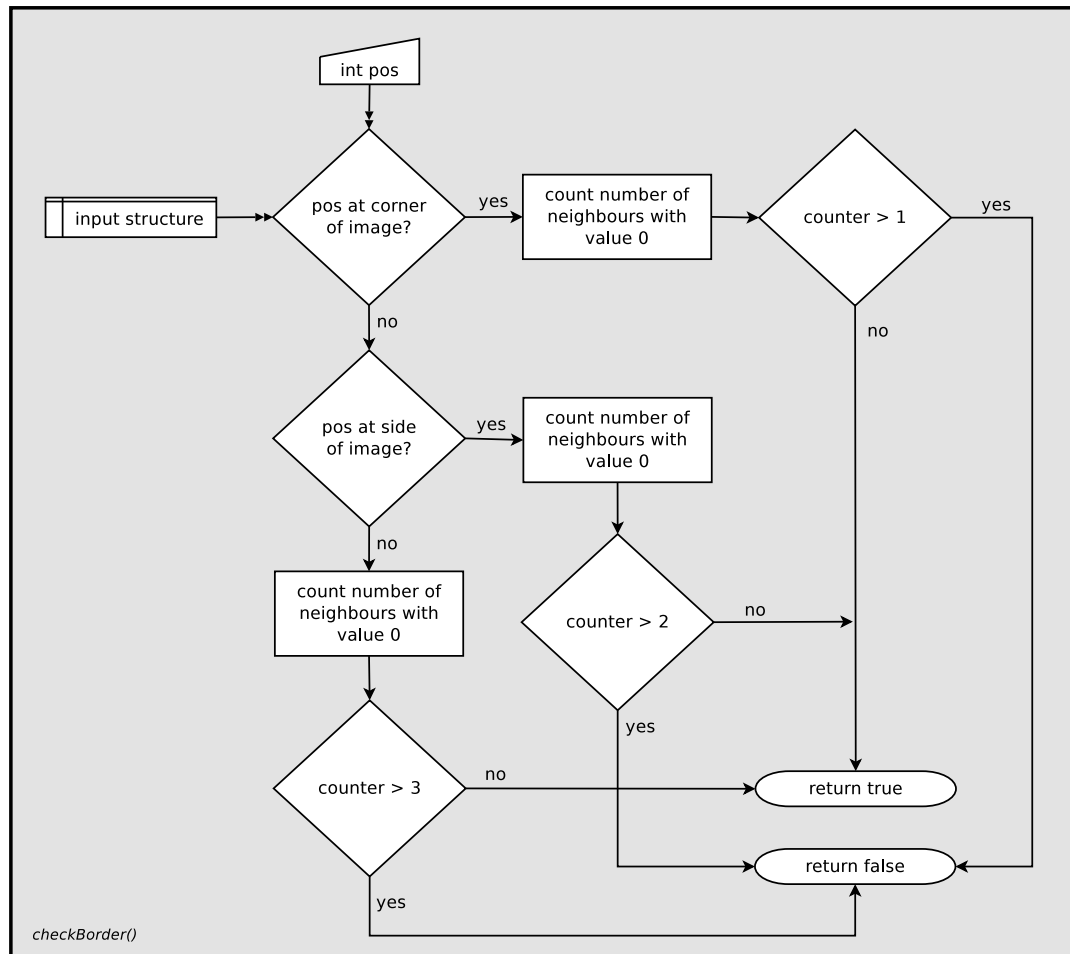 int pos
input structure
pos at corner
of image?
yes
count number of
neighbours with
value 0
counter > 1
yes
no
no
pos at side
of image?
yes
count number of
neighbours with
value 0
no
count number of
neighbours with
value 0
counter > 2
no
yes
counter > 3
no
return true
return false
yes
checkBorder()